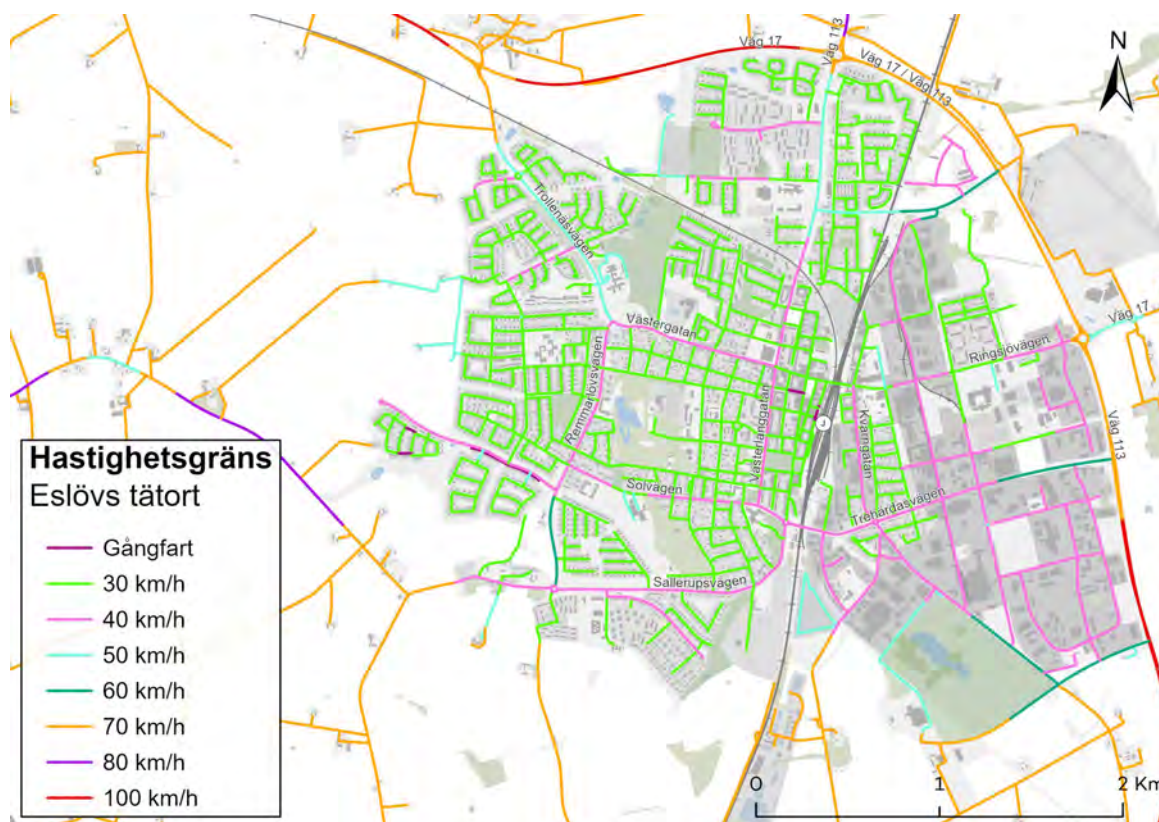 Väg 17
Väg 113
Väg 17 / Väg 113
N
Trollenäsvägen
Västergatan
Väg 17
Ringsjövägen
Remmarlövsvägen
Västerlånggatan
Kvarngatan
Väg 113
Solvägen
Trehäradsvägen
Sallerupsvägen
Hastighetsgräns
Eslövs tätort
Gångfart
30 km/h
40 km/h
50 km/h
60 km/h
70 km/h
80 km/h
100 km/h
0 1 2 Km